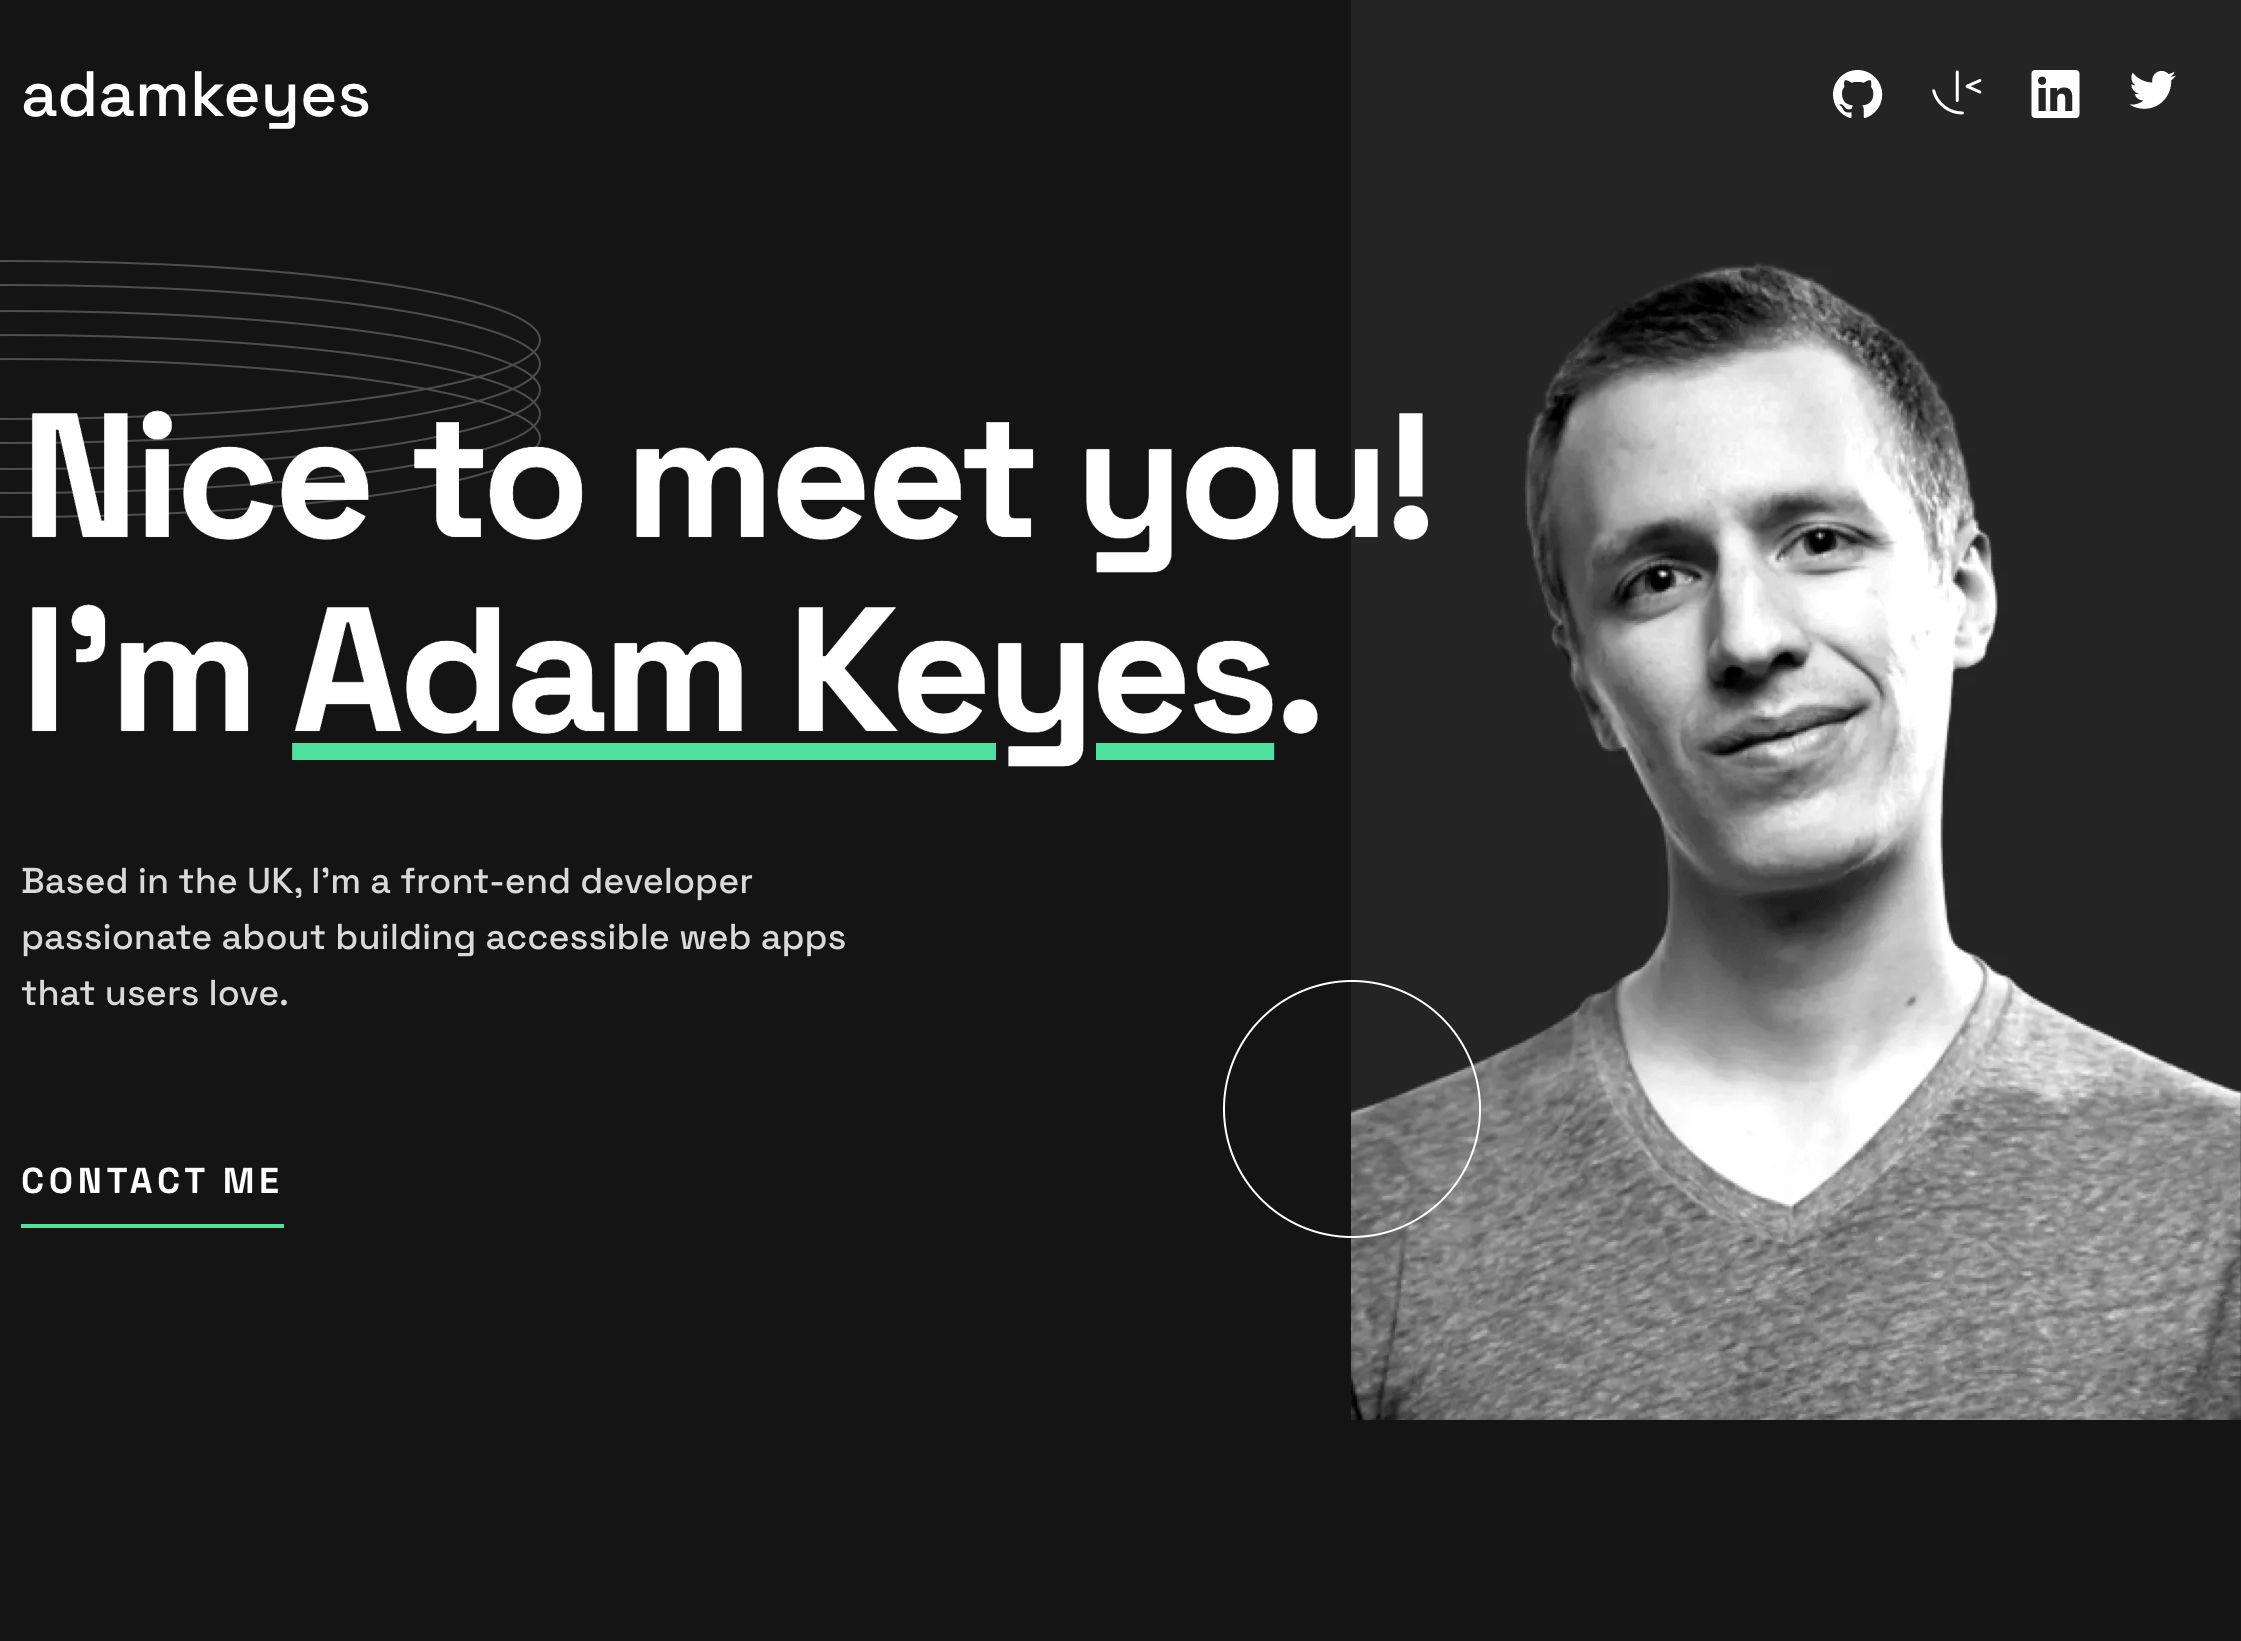 adamkeyes
Nice to meet you!
I’m Adam Keyes.
Based in the UK, I’m a front-end developer
passionate about building accessible web apps
that users love.
CONTACT ME